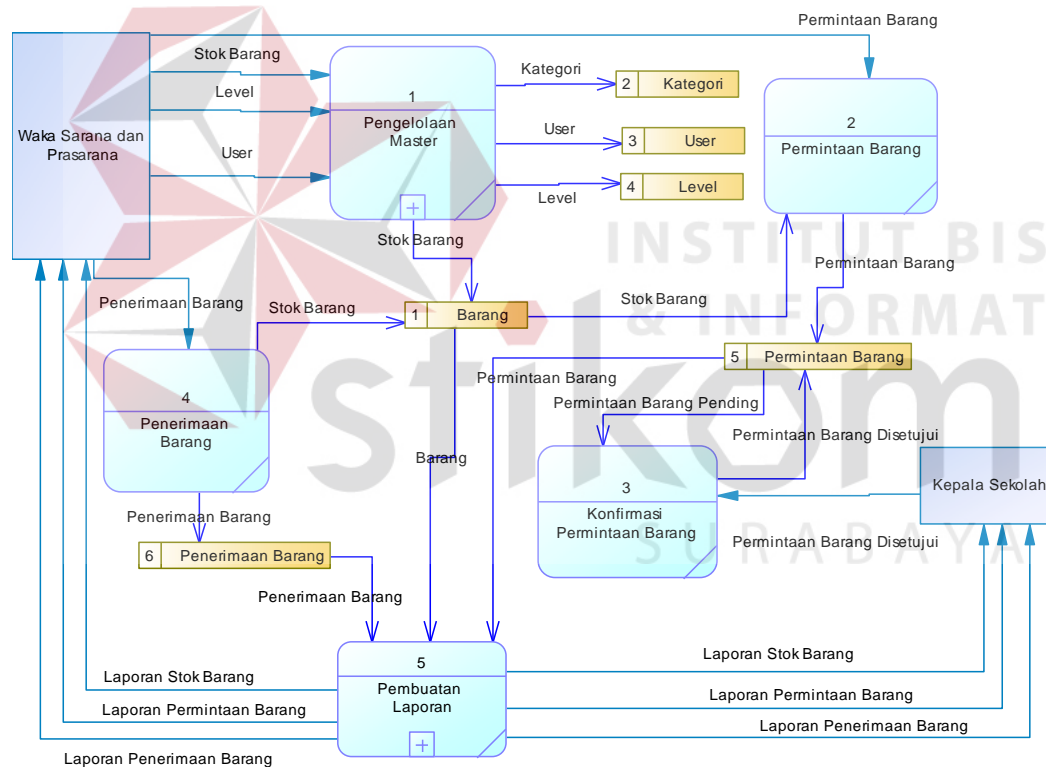 Permintaan Barang
Stok Barang
Level
User
Waka Sarana dan
Prasarana
1
Pengelolaan
Master
Kategori
2 Kategori
User
3 User
Level
4 Level
2
Permintaan Barang
Stok Barang
Permintaan Barang
INSTITUT BIS
& INFORMAT
stikom
SURABAYA
Penerimaan Barang
Stok Barang
1 Barang
Stok Barang
5 Permintaan Barang
4
Penerimaan
Barang
Permintaan Barang
Permintaan Barang Pending
Permintaan Barang Disetujui
Barang
3
Konfirmasi
Permintaan Barang
Kepala Sekolah
Penerimaan Barang
Permintaan Barang Disetujui
6 Penerimaan Barang
Penerimaan Barang
5
Pembuatan
Laporan
Laporan Stok Barang
Laporan Permintaan Barang
Laporan Penerimaan Barang
Laporan Stok Barang
Laporan Permintaan Barang
Laporan Penerimaan Barang